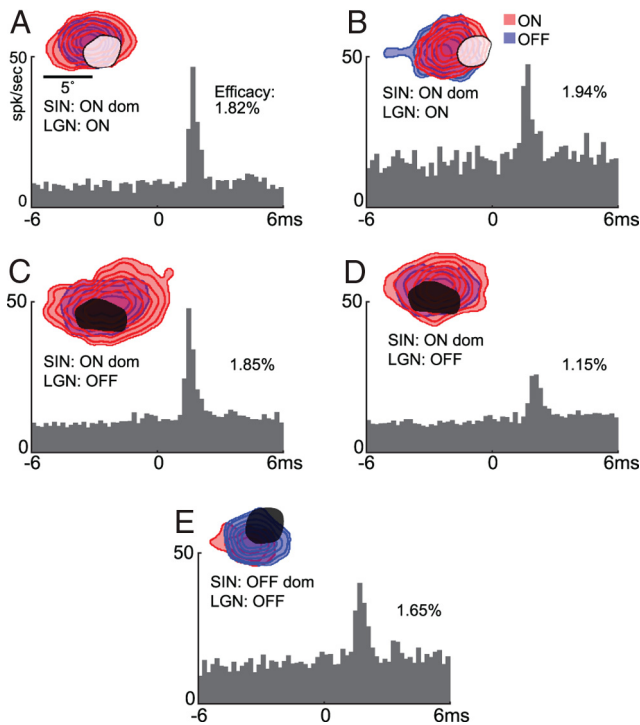 A
B
ON
OFF
50
spk/sec
5°
SIN: ON dom
LGN: ON
Efficacy:
1.82%
0
-6
0
6ms
50
SIN: ON dom
LGN: ON
1.94%
0
-6
0
6ms
C
D
50
SIN: ON dom
LGN: OFF
1.85%
0
-6
0
6ms
50
SIN: ON dom
LGN: OFF
1.15%
0
-6
0
6ms
E
50
SIN: OFF dom
LGN: OFF
1.65%
0
-6
0
6ms